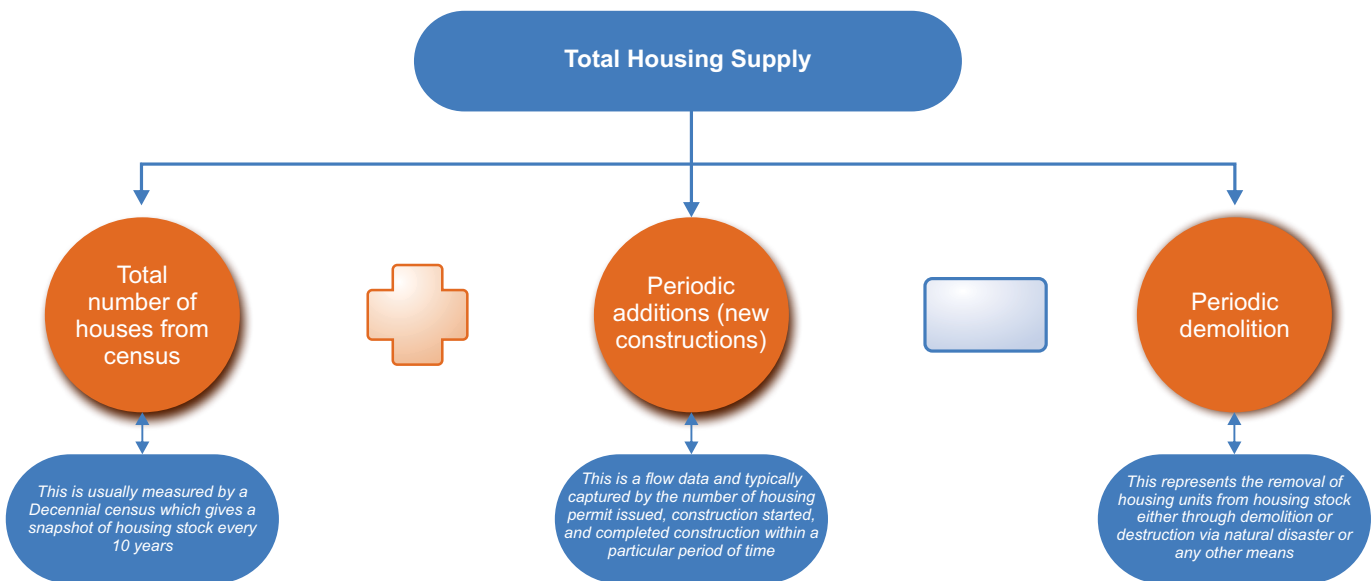 Total Housing Supply
Total
number of
houses from
census
Periodic
additions (new
constructions)
Periodic
demolition
This is usually measured by a
Decennial census which gives a
snapshot of housing stock every
10 years
This is a flow data and typically
captured by the number of housing
permit issued, construction started,
and completed construction within a
particular period of time
This represents the removal of
housing units from housing stock
either through demolition or
destruction via natural disaster or
any other means